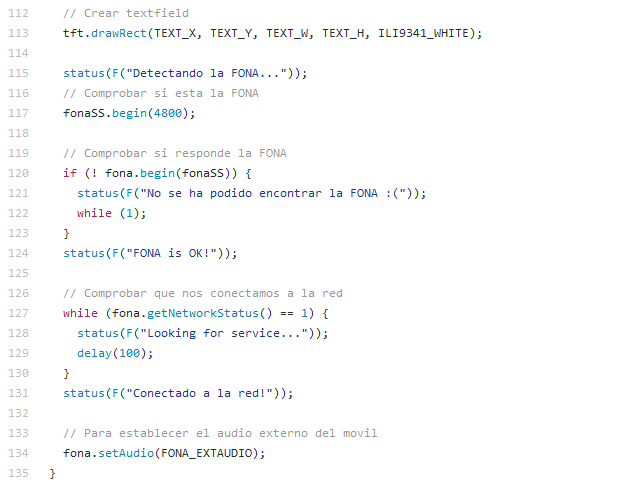 112 // Crear textfield
113 tft.drawRect(TEXT_X, TEXT_Y, TEXT_W, TEXT_H, ILI9341_WHITE);
114
115 status(F("Detectando la FONA..."));
116 // Comprobar si esta la FONA
117 fonaSS.begin(4800);
118
119 // Comprobar si responde la FONA
120 if (! fona.begin(fonaSS)) {
121 status(F("No se ha podido encontrar la FONA :("));
122 while (1);
123 }
124 status(F("FONA is OK!"));
125
126 // Comprobar que nos conectamos a la red
127 while (fona.getNetworkStatus() == 1) {
128 status(F("Looking for service..."));
129 delay(100);
130 }
131 status(F("Conectado a la red!"));
132
133 // Para establecer el audio externo del movil
134 fona.setAudio(FONA_EXTAUDIO);
135 }